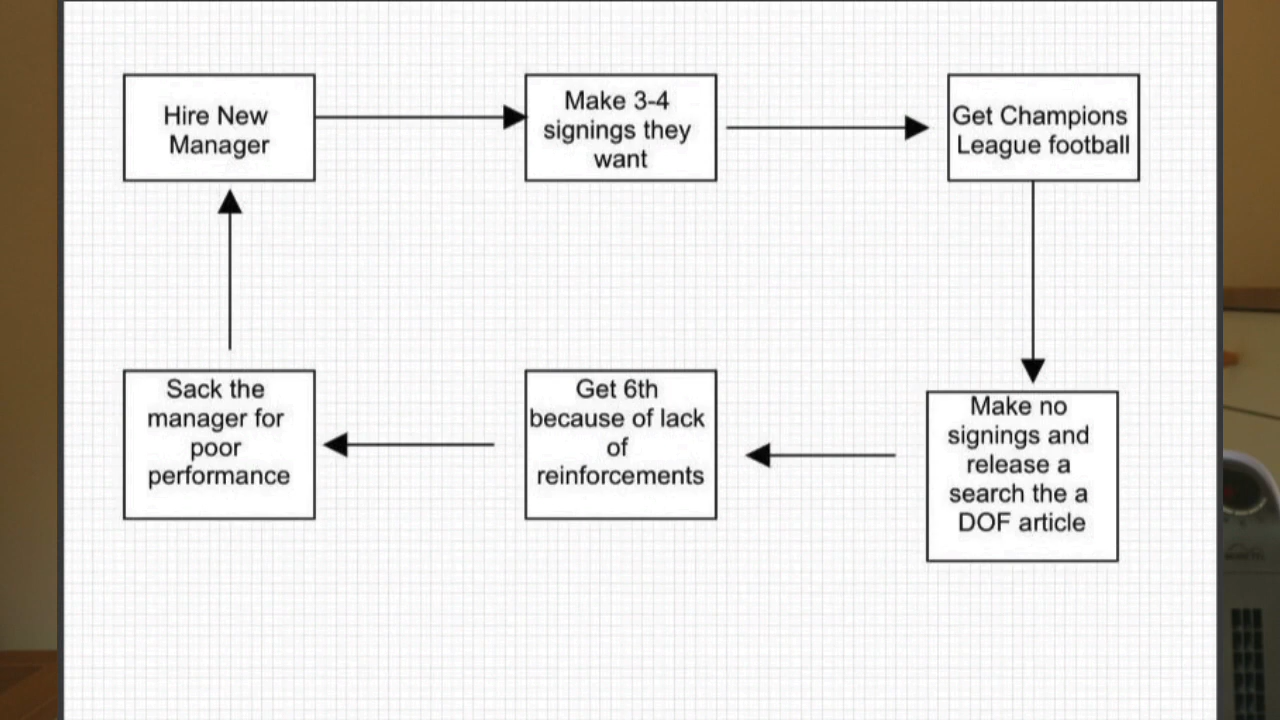 Hire New
Manager
Make 3-4
signings they
want
Get Champions
League football
Make no
signings and
release a
search the a
DOF article
Get 6th
because of lack
of
reinforcements
Sack the
manager for
poor
performance